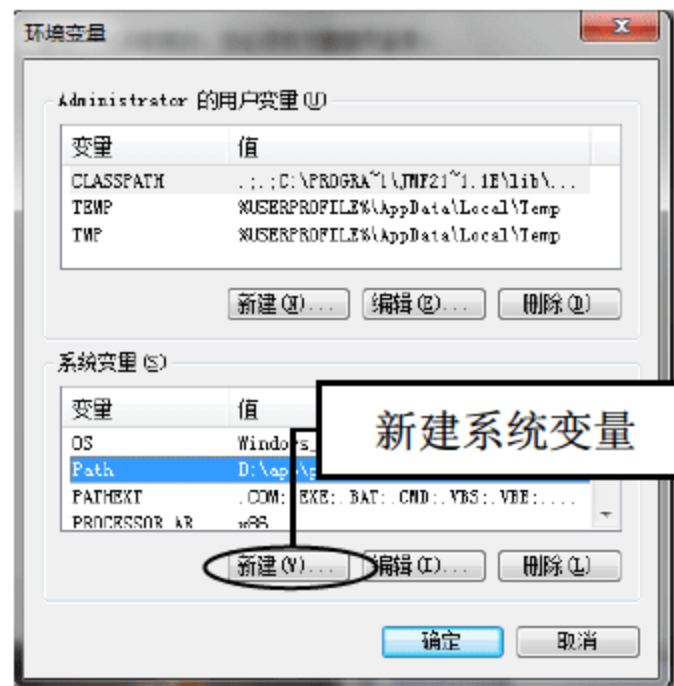 环境变量
Administrator 的用户变量(U)
变量 值
CLASSPATH .;.;C:\PROGRA~1\JMF21~1.1E\lib\...
TEMP %USERPROFILE%\AppData\Local\Temp
TMP %USERPROFILE%\AppData\Local\Temp
新建(N)... 编辑(E)... 删除(D)
系统变量(S)
变量 值
新建系统变量
OS
Path
PATHEXT .COM;.EXE;.BAT;.CMD;.VBS;.VBE;....
PROCESSOR_AR x86
新建(W)... 编辑(I)... 删除(L)
确定 取消